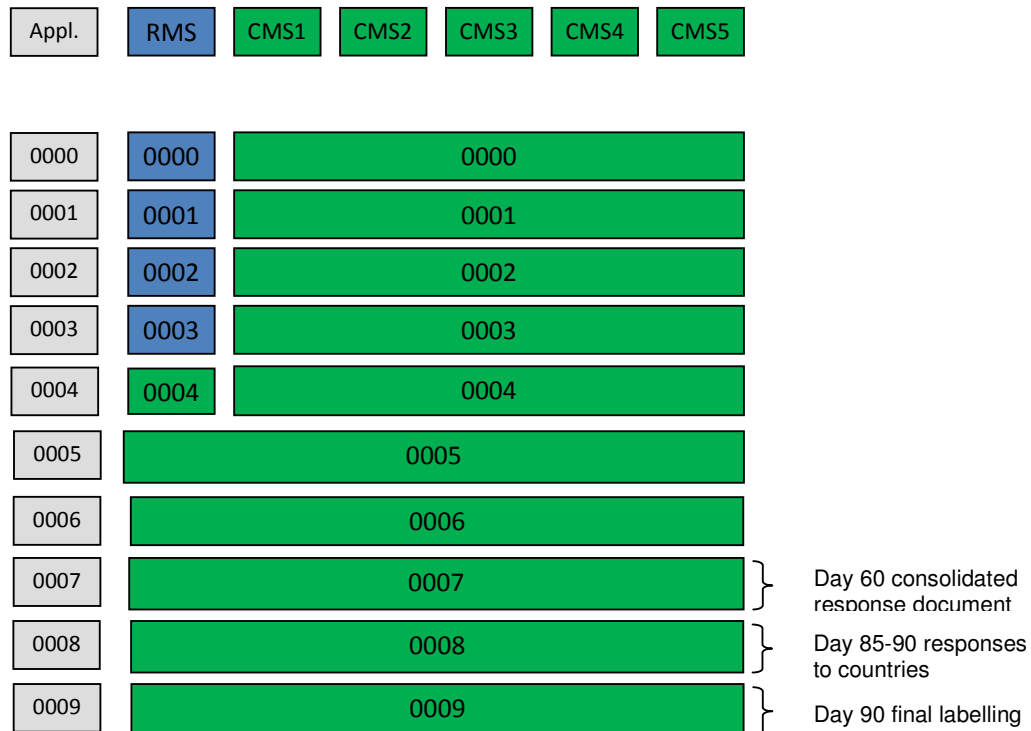 Appl. RMS CMS1 CMS2 CMS3 CMS4 CMS5
0000 0000 0000
0001 0001 0001
0002 0002 0002
0003 0003 0003
0004 0004 0004
0005 0005
0006 0006
0007 0007 Day 60 consolidated
response document
0008 0008 Day 85-90 responses
to countries
0009 0009 Day 90 final labelling